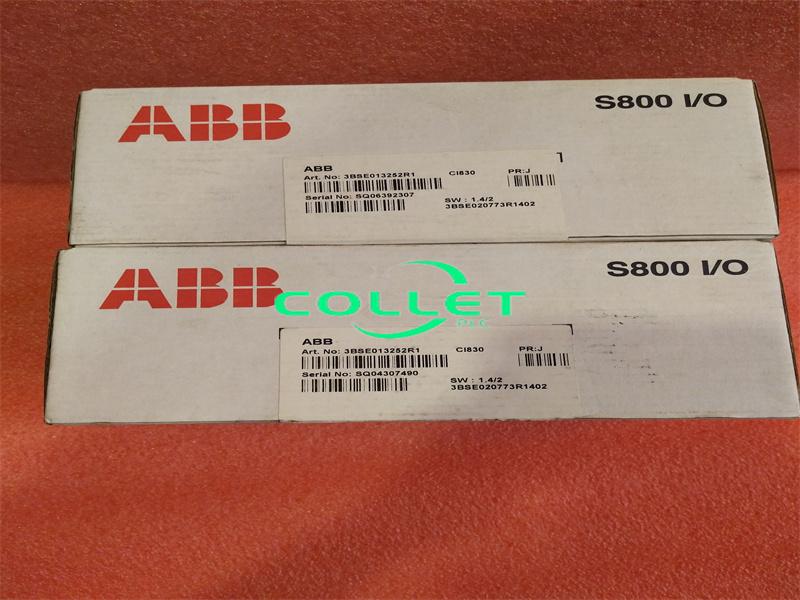 ABB
S800 I/O
ABB
Art. No: 3BSE013252R1 CI830 PR:J
Serial No: SQ06392307
SW : 1.4/2
3BSE020773R1402
ABB
S800 I/O
COLLET
PLC
ABB
Art. No: 3BSE013252R1 CI830 PR:J
Serial No: SQ04307490
SW : 1.4/2
3BSE020773R1402